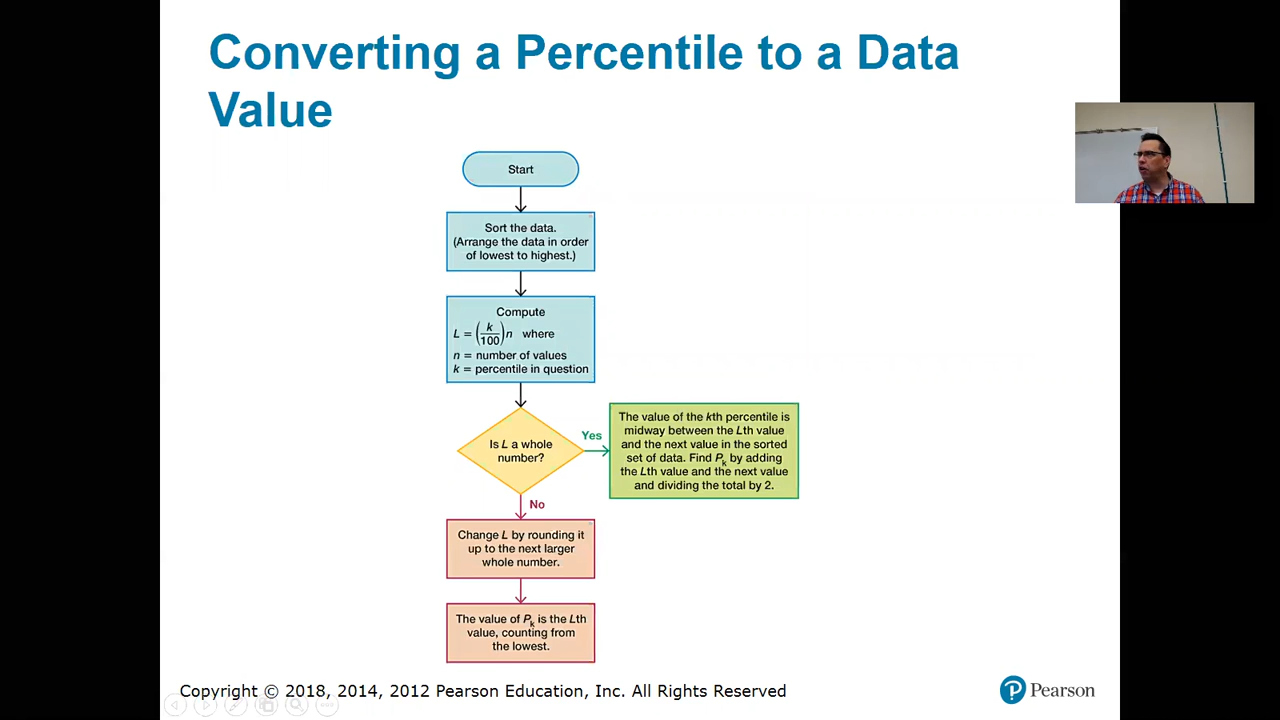 Converting a Percentile to a Data
Value
Start
Sort the data.
(Arrange the data in order
of lowest to highest.)
Compute
L = (k/100)n where
n = number of values
k = percentile in question
Is L a whole
number?
Yes
The value of the kth percentile is
midway between the Lth value
and the next value in the sorted
set of data. Find Pk by adding
the Lth value and the next value
and dividing the total by 2.
No
Change L by rounding it
up to the next larger
whole number.
The value of Pk is the Lth
value, counting from
the lowest.
Copyright © 2018, 2014, 2012 Pearson Education, Inc. All Rights Reserved
P Pearson